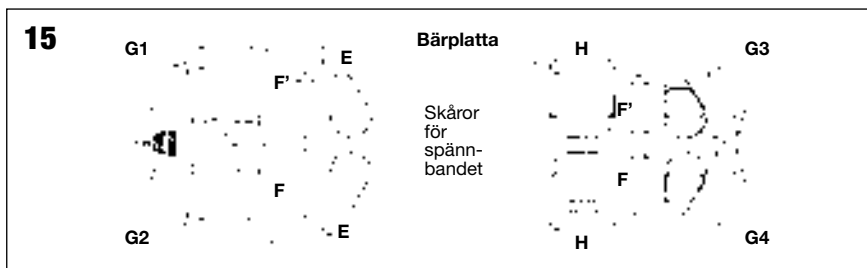 15
G1
E
Bärplatta
H
G3
F’
F’
Skåror
för
spänn-
bandet
F
F
G2
E
H
G4